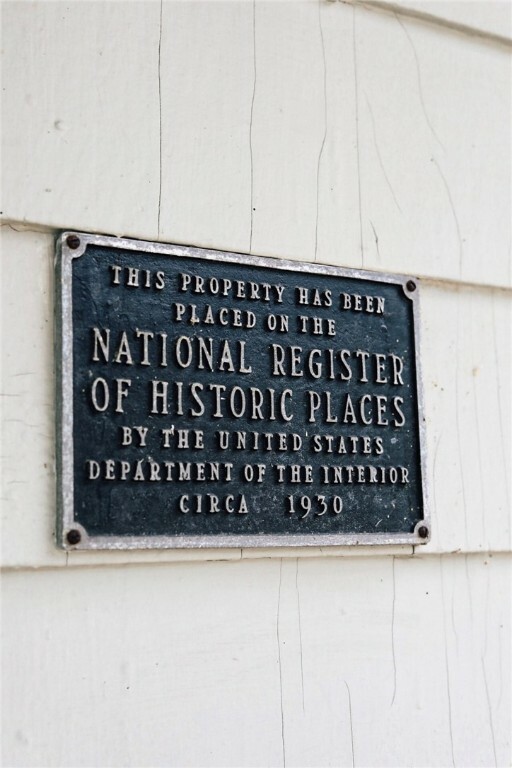 THIS PROPERTY HAS BEEN
PLACED ON THE
NATIONAL REGISTER
OF HISTORIC PLACES
BY THE UNITED STATES
DEPARTMENT OF THE INTERIOR
CIRCA 1930